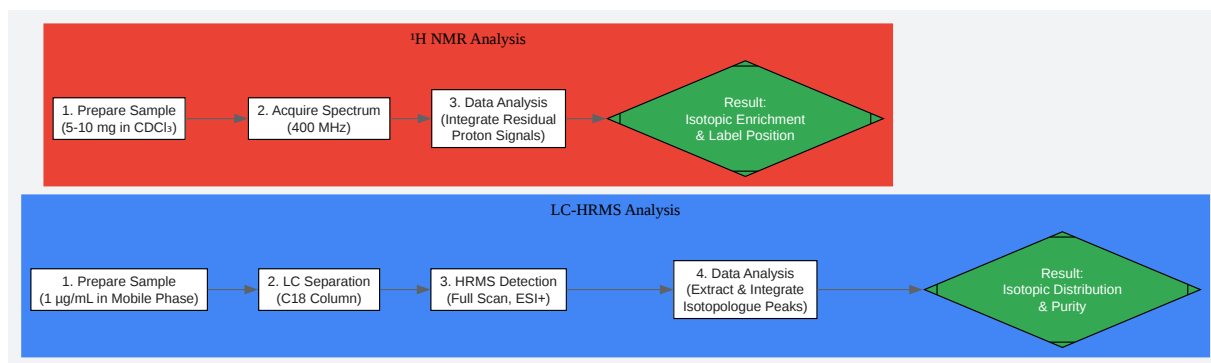 ¹H NMR Analysis
1. Prepare Sample
(5-10 mg in CDCl₃)
2. Acquire Spectrum
(400 MHz)
3. Data Analysis
(Integrate Residual
Proton Signals)
Result:
Isotopic Enrichment
& Label Position
LC-HRMS Analysis
1. Prepare Sample
(1 µg/mL in Mobile Phase)
2. LC Separation
(C18 Column)
3. HRMS Detection
(Full Scan, ESI+)
4. Data Analysis
(Extract & Integrate
Isotopologue Peaks)
Result:
Isotopic Distribution
& Purity